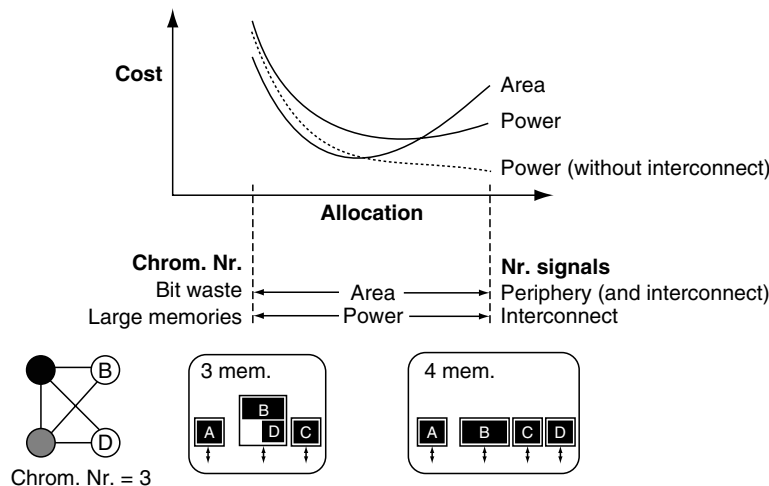 Cost
Area
Power
Power (without interconnect)
Allocation
Chrom. Nr.
Nr. signals
Bit waste
Area
Periphery (and interconnect)
Large memories
Power
Interconnect
B
D
Chrom. Nr. = 3
3 mem.
A
B
D
C
4 mem.
A
B
C
D